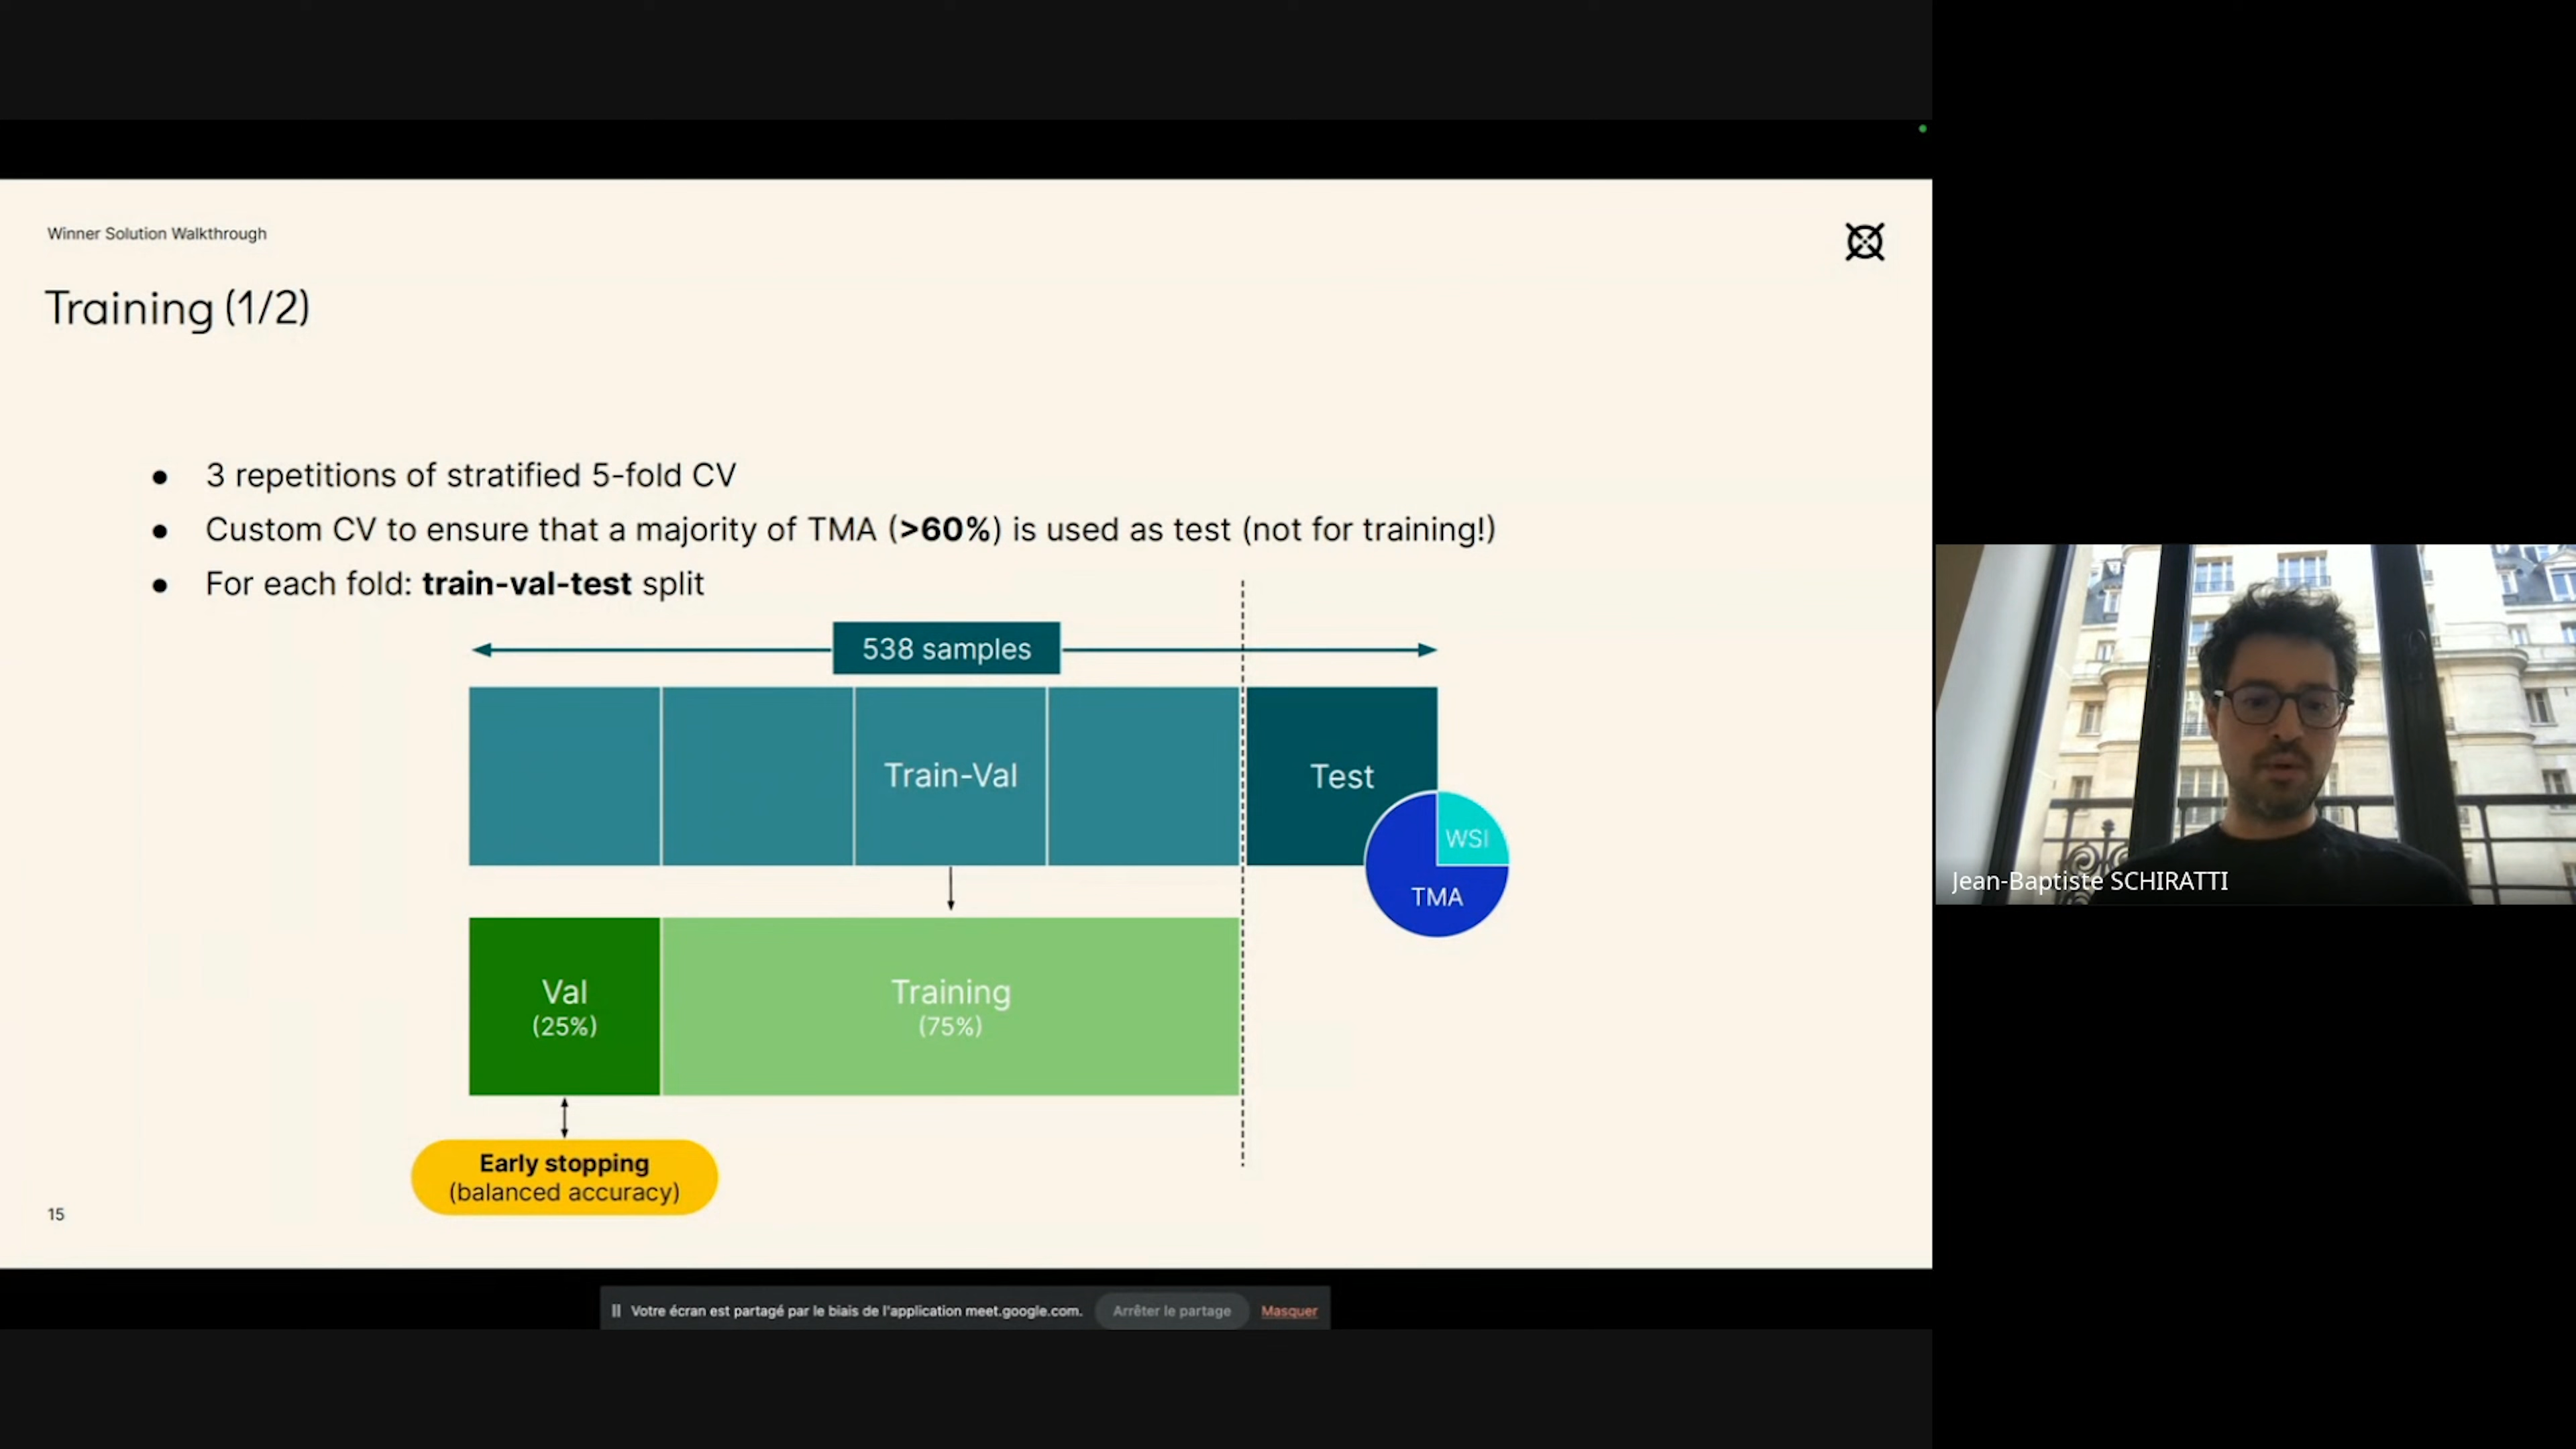 Winner Solution Walkthrough
Training (1/2)
● 3 repetitions of stratified 5-fold CV
● Custom CV to ensure that a majority of TMA (>60%) is used as test (not for training!)
● For each fold: train-val-test split
538 samples
Train-Val
Test
WSI
TMA
Val
(25%)
Training
(75%)
Early stopping
(balanced accuracy)
15
Jean-Baptiste SCHIRATTI
Votre écran est partagé par le biais de l'application meet.google.com.
Arrêter le partage
Masquer